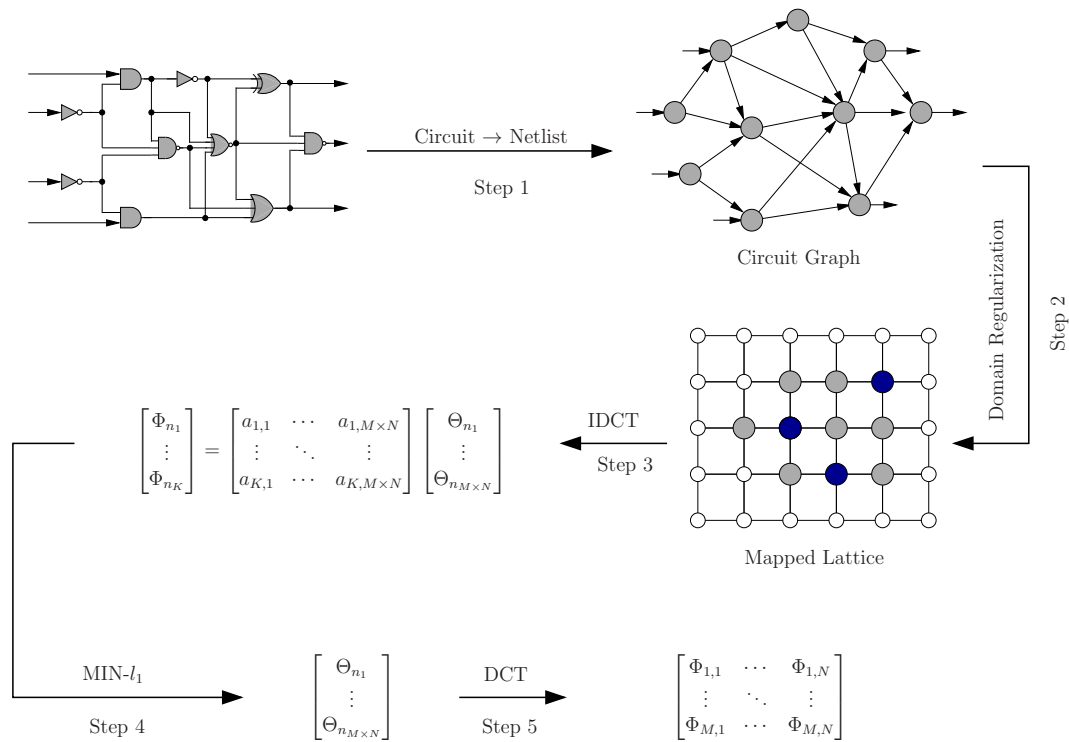 Circuit → Netlist
Step 1
Circuit Graph
Domain Regularization
Step 2
Mapped Lattice
IDCT
Step 3
[Φ_{n_1} ⋮ Φ_{n_K}] = [a_{1,1} ⋯ a_{1,M×N} ⋮ ⋱ ⋮ a_{K,1} ⋯ a_{K,M×N}] [Θ_{n_1} ⋮ Θ_{n_{M×N}}]
MIN-l_1
Step 4
[Θ_{n_1} ⋮ Θ_{n_{M×N}}]
DCT
Step 5
[Φ_{1,1} ⋯ Φ_{1,N} ⋮ ⋱ ⋮ Φ_{M,1} ⋯ Φ_{M,N}]